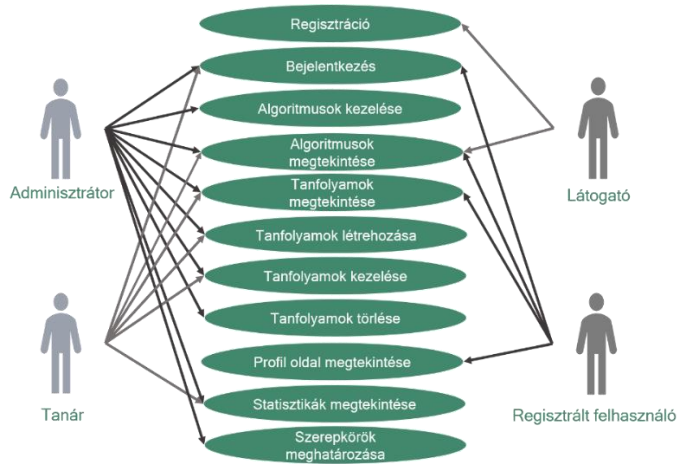 Regisztráció
Bejelentkezés
Algoritmusok kezelése
Algoritmusok
megtekintése
Tanfolyamok
megtekintése
Tanfolyamok létrehozása
Tanfolyamok kezelése
Tanfolyamok törlése
Profil oldal megtekintése
Statisztikák megtekintése
Szerepkörök
meghatározása
Adminisztrátor
Tanár
Látogató
Regisztrált felhasználó